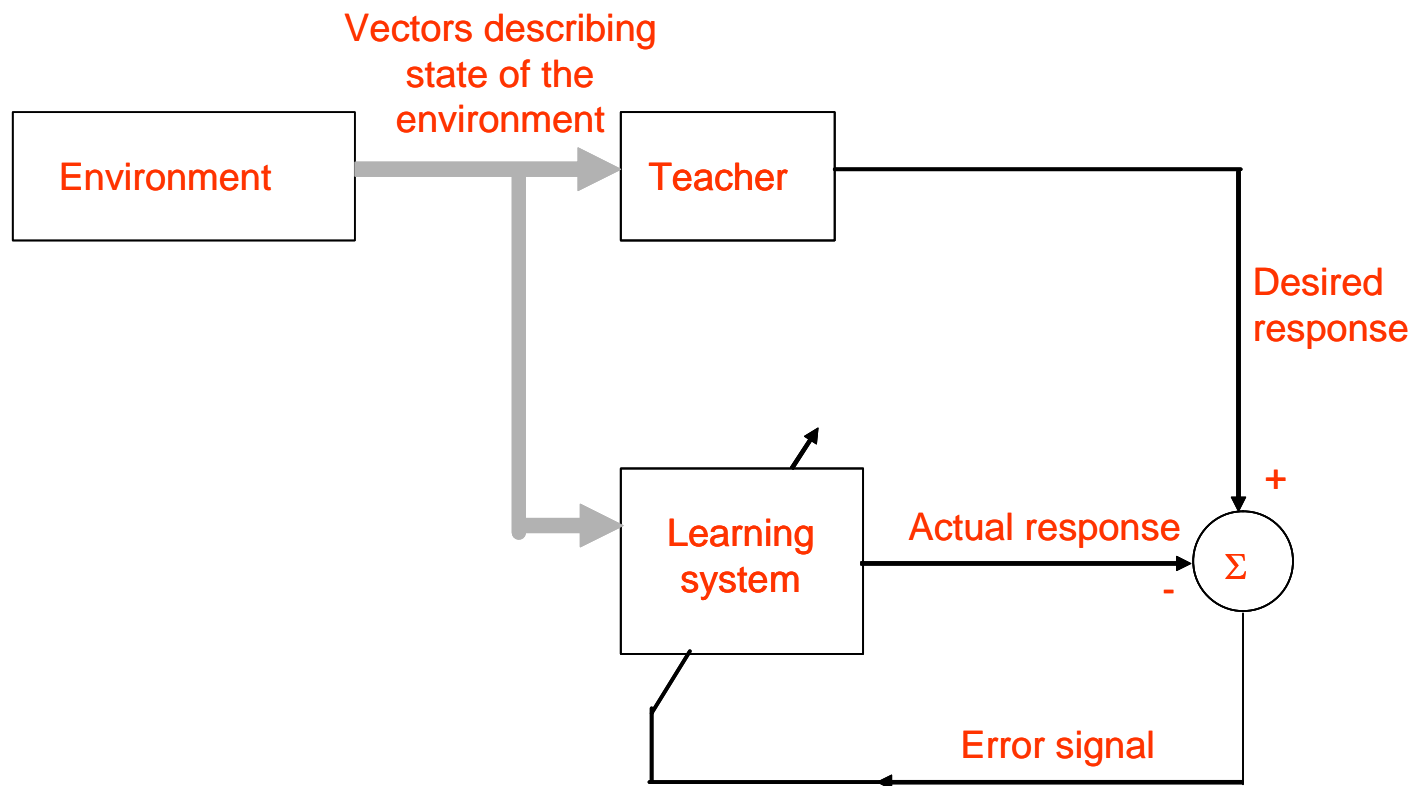 Vectors describing
state of the
environment
Environment
Teacher
Desired
response
+
Learning
system
Actual response
-
Σ
Error signal